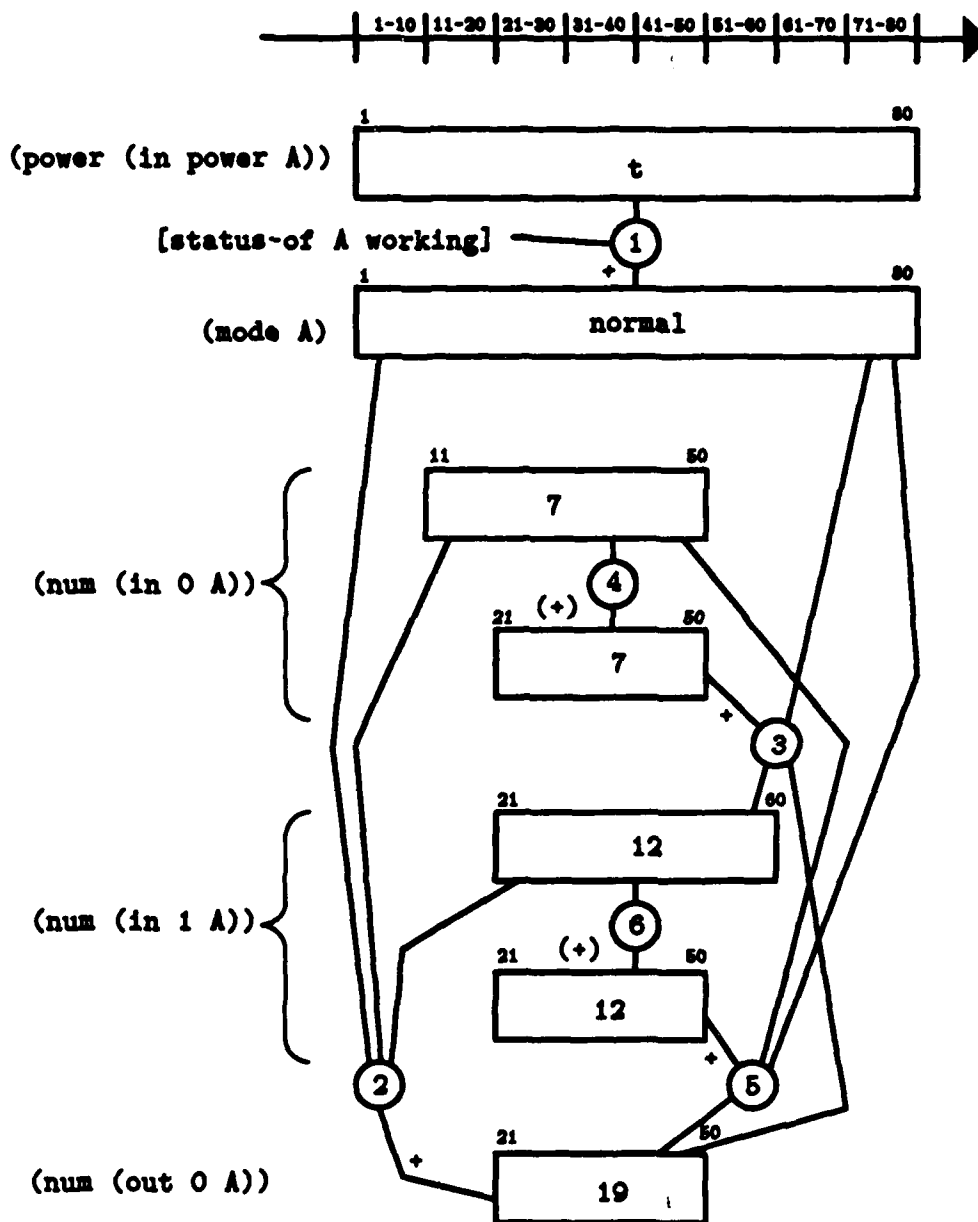 1-10 11-20 21-30 31-40 41-50 51-60 61-70 71-80
1 80
(power (in power A)) t
[status-of A working] 1
+
1 80
(mode A) normal
11 50
7
(num (in 0 A)) 4
(+)
21 50
7
+
3
21 60
12
(num (in 1 A)) 6
(+)
21 50
12
+
2 5
21 50
+
(num (out 0 A)) 19